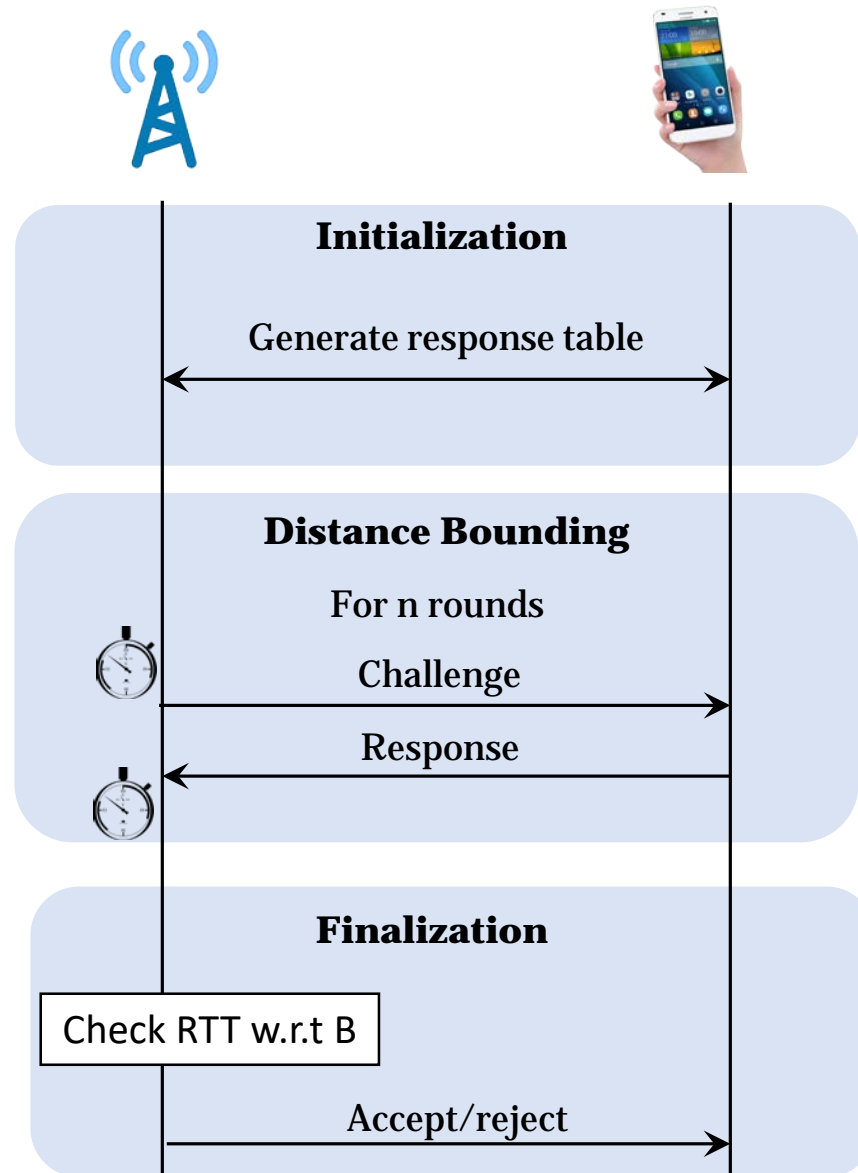 Initialization
Generate response table
Distance Bounding
For n rounds
Challenge
Response
Finalization
Check RTT w.r.t B
Accept/reject